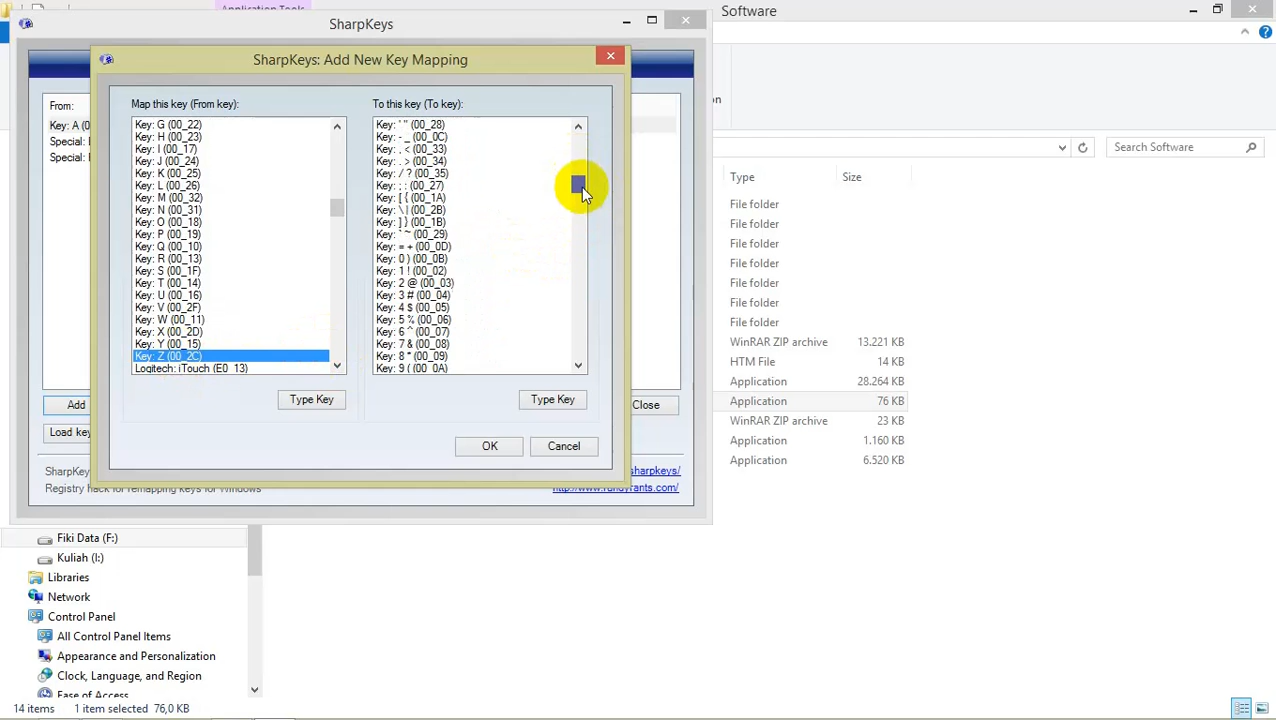 Application Tools
SharpKeys
Software
SharpKeys: Add New Key Mapping
From:
Key: A (0
Special:
Special:
Map this key (From key):
Key: G (00_22)
Key: H (00_23)
Key: I (00_17)
Key: J (00_24)
Key: K (00_25)
Key: L (00_26)
Key: M (00_32)
Key: N (00_31)
Key: O (00_18)
Key: P (00_19)
Key: Q (00_10)
Key: R (00_13)
Key: S (00_1F)
Key: T (00_14)
Key: U (00_16)
Key: V (00_2F)
Key: W (00_11)
Key: X (00_2D)
Key: Y (00_15)
Key: Z (00_2C)
Logitech: iTouch (E0_13)
Type Key
To this key (To key):
Key: ' " (00_28)
Key: - _ (00_0C)
Key: , < (00_33)
Key: . > (00_34)
Key: / ? (00_35)
Key: ; : (00_27)
Key: [ { (00_1A)
Key: \ | (00_2B)
Key: ] } (00_1B)
Key: ` ~ (00_29)
Key: = + (00_0D)
Key: 0 ) (00_0B)
Key: 1 ! (00_02)
Key: 2 @ (00_03)
Key: 3 # (00_04)
Key: 4 $ (00_05)
Key: 5 % (00_06)
Key: 6 ^ (00_07)
Key: 7 & (00_08)
Key: 8 * (00_09)
Key: 9 ( (00_0A)
Type Key
OK
Cancel
Add
Close
Load key
SharpKey
sharpkeys/
Registry hack for remapping keys for Windows
http://www.randyrants.com/
on
Search Software
Type
Size
File folder
File folder
File folder
File folder
File folder
File folder
File folder
WinRAR ZIP archive 13.221 KB
HTM File 14 KB
Application 28.264 KB
Application 76 KB
WinRAR ZIP archive 23 KB
Application 1.160 KB
Application 6.520 KB
Fiki Data (F:)
Kuliah (I:)
Libraries
Network
Control Panel
All Control Panel Items
Appearance and Personalization
Clock, Language, and Region
Ease of Access
14 items
1 item selected 76,0 KB